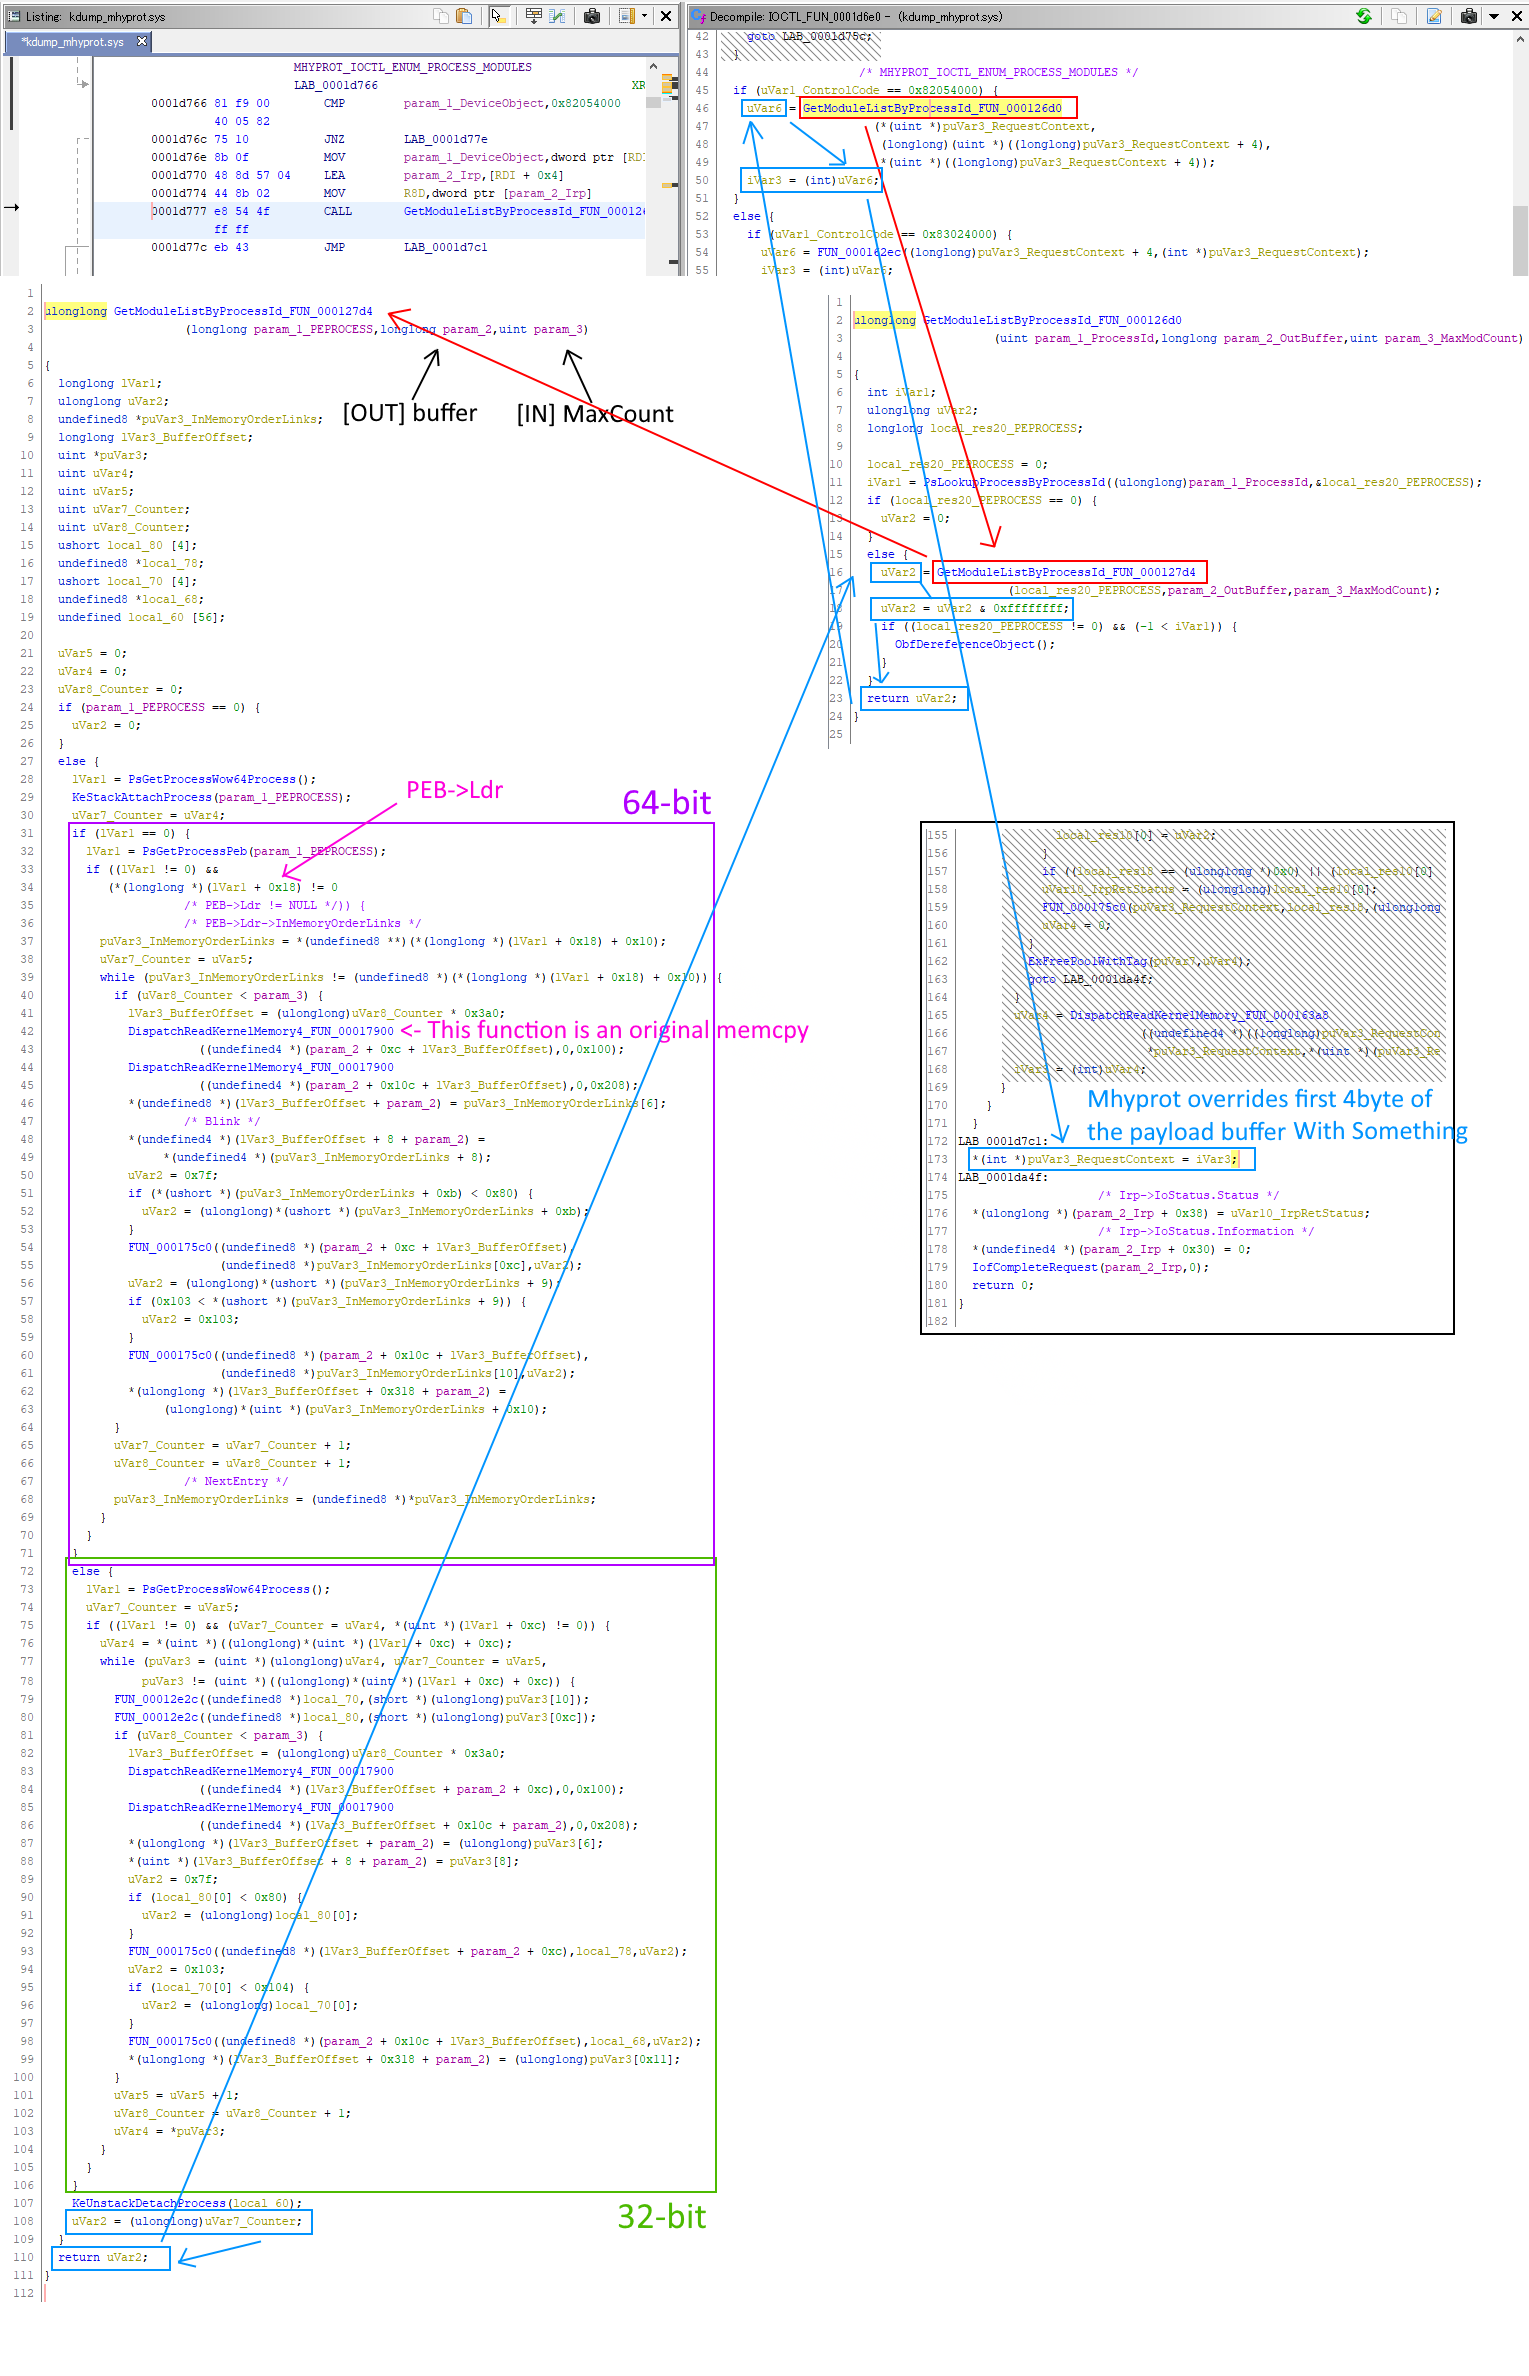 Listing: kdump_mhyprot.sys
*kdump_mhyprot.sys
MHYPROT_IOCTL_ENUM_PROCESS_MODULES
LAB_0001d766 XR
0001d766 81 f9 00 CMP param_1_DeviceObject,0x82054000
40 05 82
0001d76c 75 10 JNZ LAB_0001d77e
0001d76e 8b 0f MOV param_1_DeviceObject,dword ptr [RDI
0001d770 48 8d 57 04 LEA param_2_Irp,[RDI + 0x4]
0001d774 44 8b 02 MOV R8D,dword ptr [param_2_Irp]
0001d777 e8 54 4f CALL GetModuleListByProcessId_FUN_000126
ff ff
0001d77c eb 43 JMP LAB_0001d7c1
Decompile: IOCTL_FUN_0001d6e0 - (kdump_mhyprot.sys)
42 goto LAB_0001d75c;
43 }
44 /* MHYPROT_IOCTL_ENUM_PROCESS_MODULES */
45 if (uVar1_ControlCode == 0x82054000) {
46 uVar6 = GetModuleListByProcessId_FUN_000126d0
47 (*(uint *)puVar3_RequestContext,
48 (longlong)(uint *)((longlong)puVar3_RequestContext + 4),
49 *(uint *)((longlong)puVar3_RequestContext + 4));
50 iVar3 = (int)uVar6;
51 }
52 else {
53 if (uVar1_ControlCode == 0x83024000) {
54 uVar6 = FUN_000162ec((longlong)puVar3_RequestContext + 4,(int *)puVar3_RequestContext);
55 iVar3 = (int)uVar6;
1
2 ulonglong GetModuleListByProcessId_FUN_000127d4
3 (longlong param_1_PEPROCESS,longlong param_2,uint param_3)
4
[OUT] buffer [IN] MaxCount
5 {
6 longlong lVar1;
7 ulonglong uVar2;
8 undefined8 *puVar3_InMemoryOrderLinks;
9 longlong lVar3_BufferOffset;
10 uint *puVar3;
11 uint uVar4;
12 uint uVar5;
13 uint uVar7_Counter;
14 uint uVar8_Counter;
15 ushort local_80 [4];
16 undefined8 *local_78;
17 ushort local_70 [4];
18 undefined8 *local_68;
19 undefined local_60 [56];
20
21 uVar5 = 0;
22 uVar4 = 0;
23 uVar8_Counter = 0;
24 if (param_1_PEPROCESS == 0) {
25 uVar2 = 0;
26 }
27 else {
28 lVar1 = PsGetProcessWow64Process();
29 KeStackAttachProcess(param_1_PEPROCESS);
30 uVar7_Counter = uVar4;
PEB->Ldr
64-bit
31 if (lVar1 == 0) {
32 lVar1 = PsGetProcessPeb(param_1_PEPROCESS);
33 if ((lVar1 != 0) &&
34 (*(longlong *)(lVar1 + 0x18) != 0
35 /* PEB->Ldr != NULL */)) {
36 /* PEB->Ldr->InMemoryOrderLinks */
37 puVar3_InMemoryOrderLinks = *(undefined8 **)(*(longlong *)(lVar1 + 0x18) + 0x10);
38 uVar7_Counter = uVar5;
39 while (puVar3_InMemoryOrderLinks != (undefined8 *)(*(longlong *)(lVar1 + 0x18) + 0x10)) {
40 if (uVar8_Counter < param_3) {
41 lVar3_BufferOffset = (ulonglong)uVar8_Counter * 0x3a0;
42 DispatchReadKernelMemory4_FUN_00017900 <- This function is an original memcpy
43 ((undefined4 *)(param_2 + 0xc + lVar3_BufferOffset),0,0x100);
44 DispatchReadKernelMemory4_FUN_00017900
45 ((undefined4 *)(param_2 + 0x10c + lVar3_BufferOffset),0,0x208);
46 *(undefined8 *)(lVar3_BufferOffset + param_2) = puVar3_InMemoryOrderLinks[6];
47 /* Blink */
48 *(undefined4 *)(lVar3_BufferOffset + 8 + param_2) =
49 *(undefined4 *)(puVar3_InMemoryOrderLinks + 8);
50 uVar2 = 0x7f;
51 if (*(ushort *)(puVar3_InMemoryOrderLinks + 0xb) < 0x80) {
52 uVar2 = (ulonglong)*(ushort *)(puVar3_InMemoryOrderLinks + 0xb);
53 }
54 FUN_000175c0((undefined8 *)(param_2 + 0xc + lVar3_BufferOffset),
55 (undefined8 *)puVar3_InMemoryOrderLinks[0xc],uVar2);
56 uVar2 = (ulonglong)*(ushort *)(puVar3_InMemoryOrderLinks + 9);
57 if (0x103 < *(ushort *)(puVar3_InMemoryOrderLinks + 9)) {
58 uVar2 = 0x103;
59 }
60 FUN_000175c0((undefined8 *)(param_2 + 0x10c + lVar3_BufferOffset),
61 (undefined8 *)puVar3_InMemoryOrderLinks[10],uVar2);
62 *(ulonglong *)(lVar3_BufferOffset + 0x318 + param_2) =
63 (ulonglong)*(uint *)(puVar3_InMemoryOrderLinks + 0x10);
64 }
65 uVar7_Counter = uVar7_Counter + 1;
66 uVar8_Counter = uVar8_Counter + 1;
67 /* NextEntry */
68 puVar3_InMemoryOrderLinks = (undefined8 *)*puVar3_InMemoryOrderLinks;
69 }
70 }
71 }
72 else {
73 lVar1 = PsGetProcessWow64Process();
74 uVar7_Counter = uVar5;
75 if ((lVar1 != 0) && (uVar7_Counter = uVar4, *(uint *)(lVar1 + 0xc) != 0)) {
76 uVar4 = *(uint *)((ulonglong)*(uint *)(lVar1 + 0xc) + 0xc);
77 while (puVar3 = (uint *)(ulonglong)uVar4, uVar7_Counter = uVar5,
78 puVar3 != (uint *)((ulonglong)*(uint *)(lVar1 + 0xc) + 0xc)) {
79 FUN_00012e2c((undefined8 *)local_70,(short *)(ulonglong)puVar3[10]);
80 FUN_00012e2c((undefined8 *)local_80,(short *)(ulonglong)puVar3[0xc]);
81 if (uVar8_Counter < param_3) {
82 lVar3_BufferOffset = (ulonglong)uVar8_Counter * 0x3a0;
83 DispatchReadKernelMemory4_FUN_00017900
84 ((undefined4 *)(lVar3_BufferOffset + param_2 + 0xc),0,0x100);
85 DispatchReadKernelMemory4_FUN_00017900
86 ((undefined4 *)(lVar3_BufferOffset + 0x10c + param_2),0,0x208);
87 *(ulonglong *)(lVar3_BufferOffset + param_2) = (ulonglong)puVar3[6];
88 *(uint *)(lVar3_BufferOffset + 8 + param_2) = puVar3[8];
89 uVar2 = 0x7f;
90 if (local_80[0] < 0x80) {
91 uVar2 = (ulonglong)local_80[0];
92 }
93 FUN_000175c0((undefined8 *)(lVar3_BufferOffset + param_2 + 0xc),local_78,uVar2);
94 uVar2 = 0x103;
95 if (local_70[0] < 0x104) {
96 uVar2 = (ulonglong)local_70[0];
97 }
98 FUN_000175c0((undefined8 *)(param_2 + 0x10c + lVar3_BufferOffset),local_68,uVar2);
99 *(ulonglong *)(lVar3_BufferOffset + 0x318 + param_2) = (ulonglong)puVar3[0x11];
100 }
101 uVar5 = uVar5 + 1;
102 uVar8_Counter = uVar8_Counter + 1;
103 uVar4 = *puVar3;
104 }
105 }
106 }
32-bit
107 KeUnstackDetachProcess(local_60);
108 uVar2 = (ulonglong)uVar7_Counter;
109 }
110 return uVar2;
111 }
112
1
2 ulonglong GetModuleListByProcessId_FUN_000126d0
3 (uint param_1_ProcessId,longlong param_2_OutBuffer,uint param_3_MaxModCount)
4
5 {
6 int iVar1;
7 ulonglong uVar2;
8 longlong local_res20_PEPROCESS;
9
10 local_res20_PEPROCESS = 0;
11 iVar1 = PsLookupProcessByProcessId((ulonglong)param_1_ProcessId,&local_res20_PEPROCESS);
12 if (local_res20_PEPROCESS == 0) {
13 uVar2 = 0;
14 }
15 else {
16 uVar2 = GetModuleListByProcessId_FUN_000127d4
17 (local_res20_PEPROCESS,param_2_OutBuffer,param_3_MaxModCount);
18 uVar2 = uVar2 & 0xffffffff;
19 if ((local_res20_PEPROCESS != 0) && (-1 < iVar1)) {
20 ObfDereferenceObject();
21 }
22 }
23 return uVar2;
24 }
25
155 local_res10[0] = uVar2;
156 }
157 if ((local_res18 == (ulonglong *)0x0) || (local_res10[0]
158 uVar10_IrpRetStatus = (ulonglong)local_res10[0];
159 FUN_000175c0(puVar3_RequestContext,local_res18,(ulonglong
160 uVar4 = 0;
161 }
162 ExFreePoolWithTag(puVar7,uVar4);
163 goto LAB_0001da4f;
164 }
165 uVar4 = DispatchReadKernelMemory_FUN_000163a8
166 ((undefined4 *)((longlong)puVar3_RequestCon
167 *puVar3_RequestContext,*(uint *)(puVar3_Re
168 iVar3 = (int)uVar4;
169 }
170 }
171 }
Mhyprot overrides first 4byte of
the payload buffer With Something
172 LAB_0001d7c1:
173 *(int *)puVar3_RequestContext = iVar3;
174 LAB_0001da4f:
175 /* Irp->IoStatus.Status */
176 *(ulonglong *)(param_2_Irp + 0x38) = uVar10_IrpRetStatus;
177 /* Irp->IoStatus.Information */
178 *(undefined4 *)(param_2_Irp + 0x30) = 0;
179 IofCompleteRequest(param_2_Irp,0);
180 return 0;
181 }
182